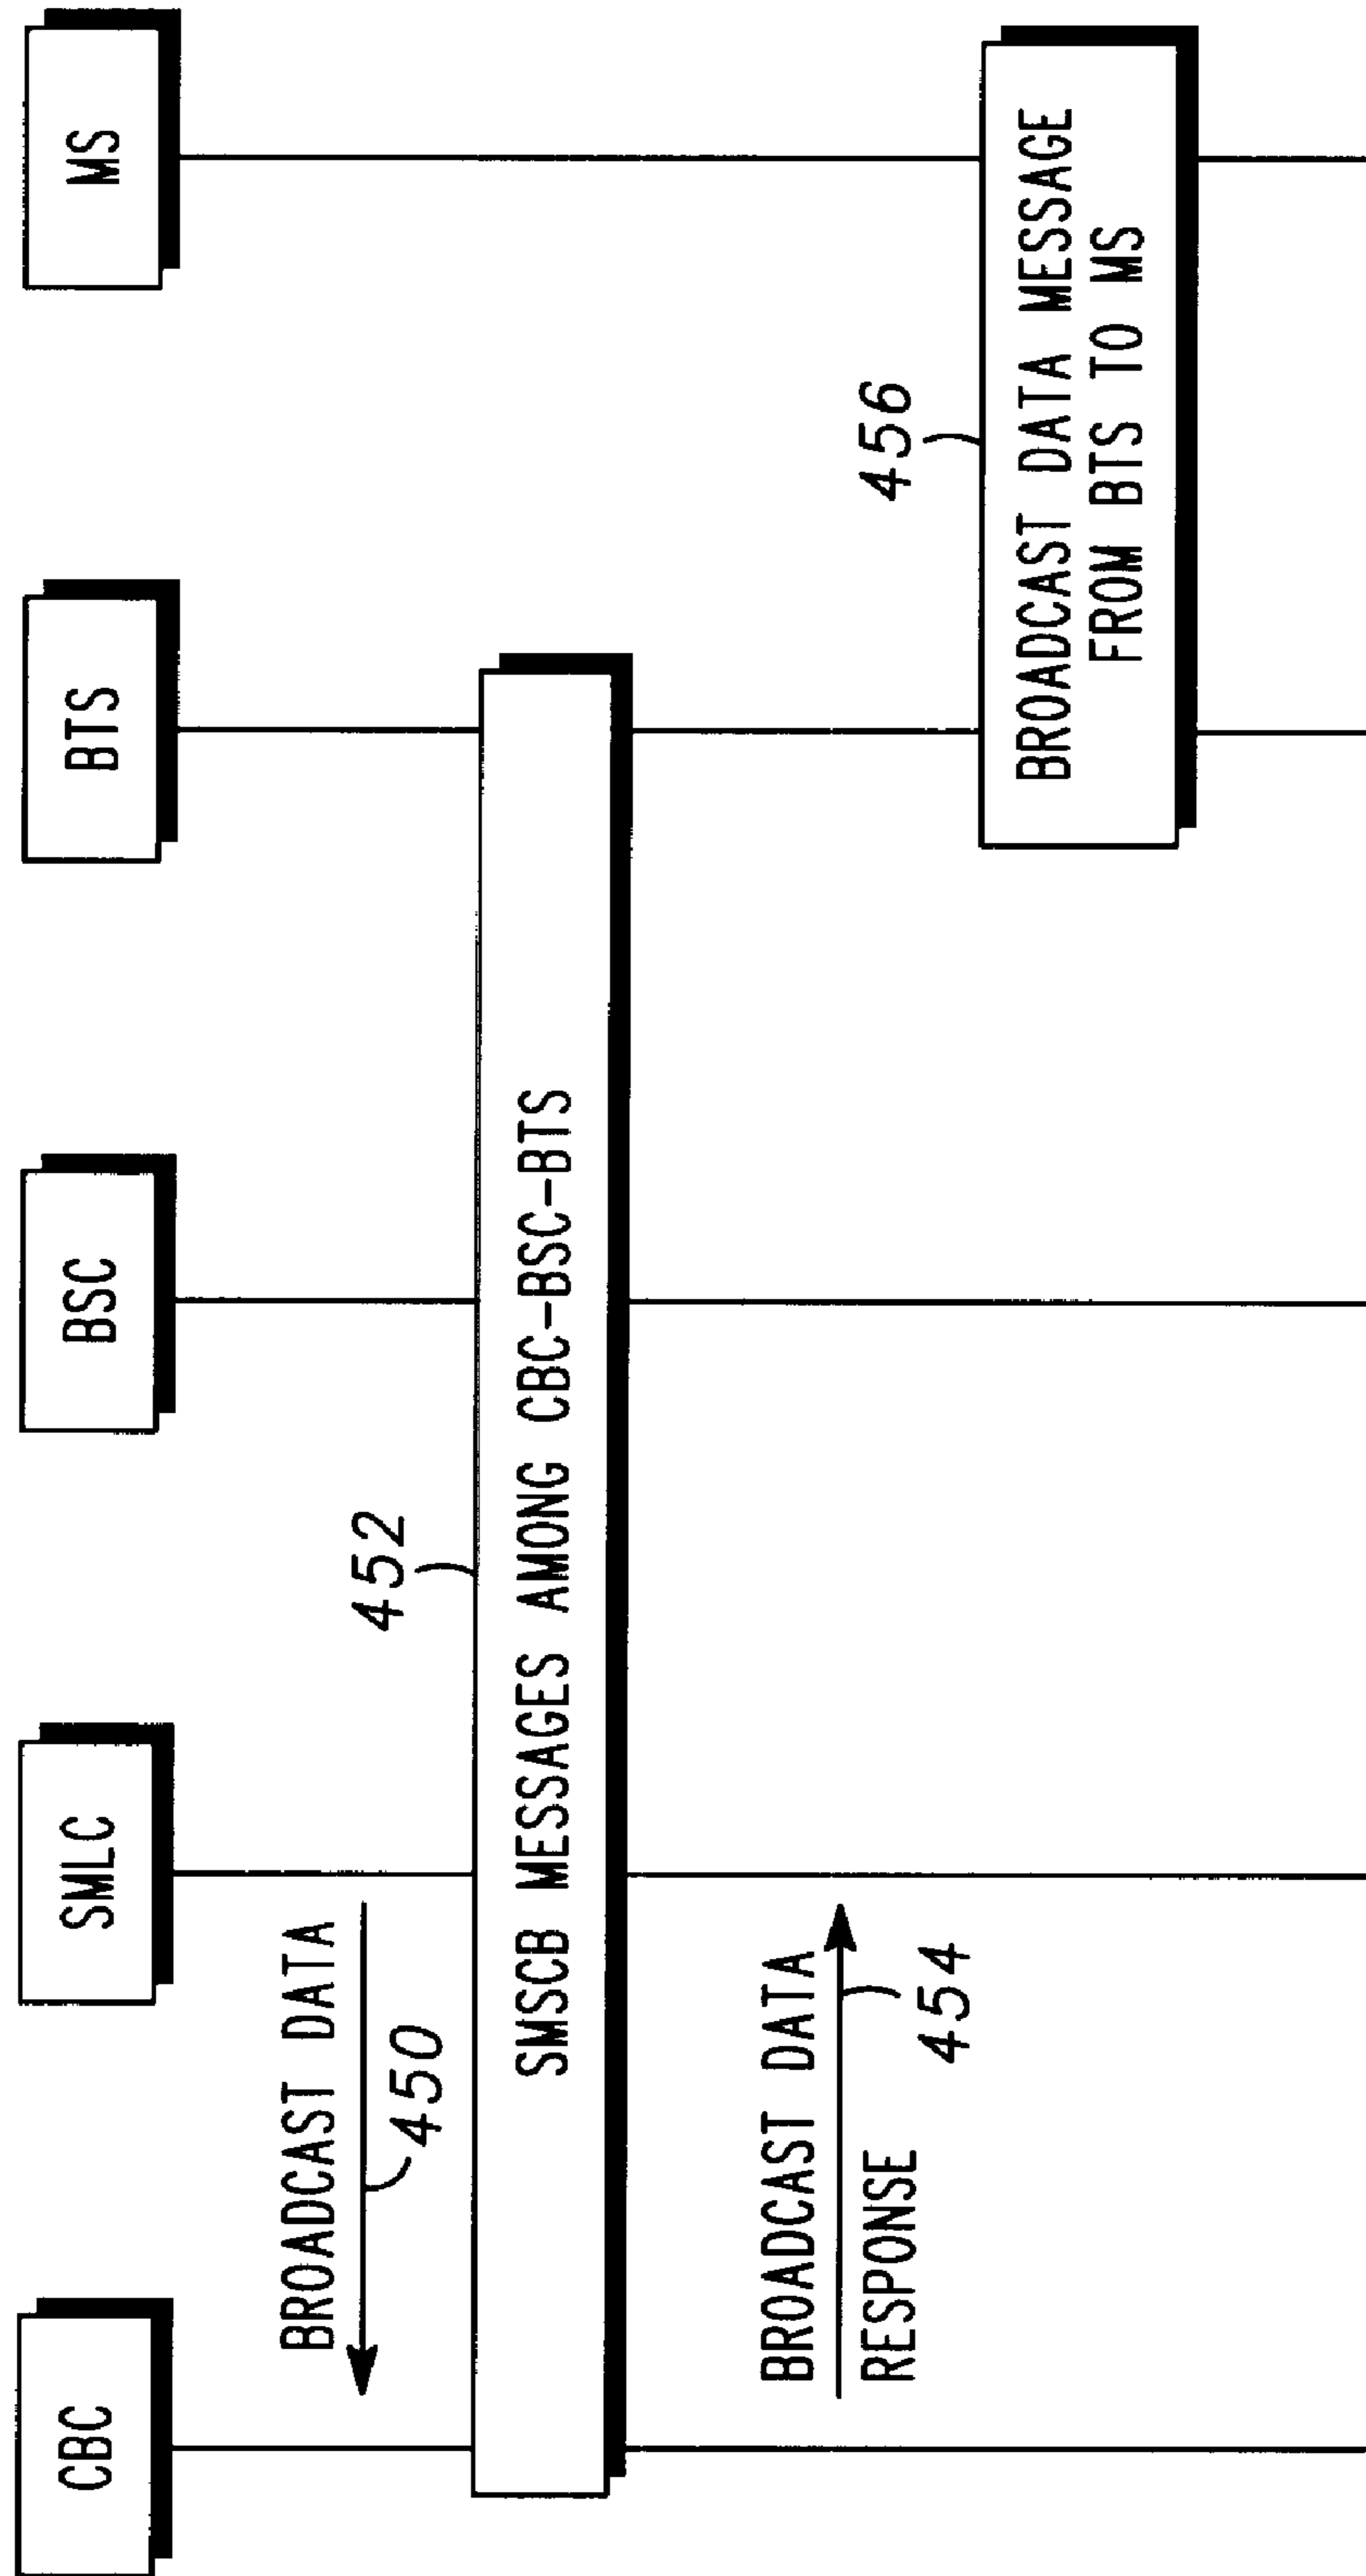 CBC
SMLC
BSC
BTS
MS
BROADCAST DATA
450
452
SMSCB MESSAGES AMONG CBC-BSC-BTS
BROADCAST DATA
RESPONSE
454
456
BROADCAST DATA MESSAGE
FROM BTS TO MS